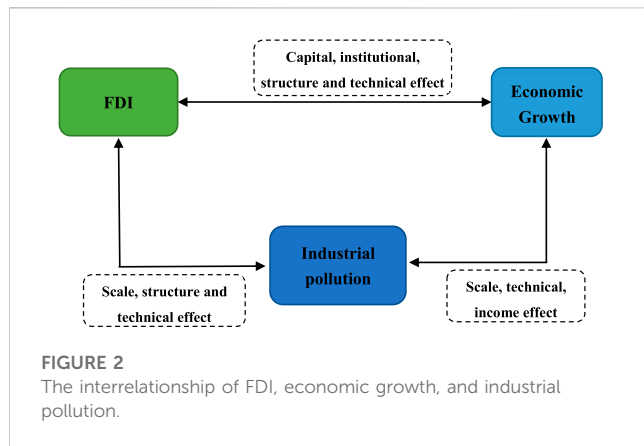 Capital, institutional,
structure and technical effect
FDI
Economic
Growth
Industrial
pollution
Scale, structure and
technical effect
Scale, technical,
income effect
FIGURE 2
The interrelationship of FDI, economic growth, and industrial
pollution.